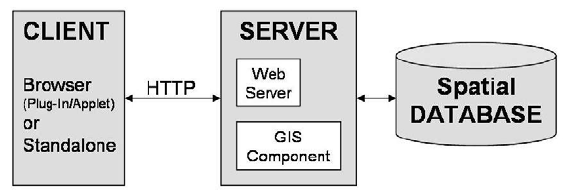 CLIENT
Browser
(Plug-In/Applet)
or
Standalone
HTTP
SERVER
Web
Server
GIS
Component
Spatial
DATABASE